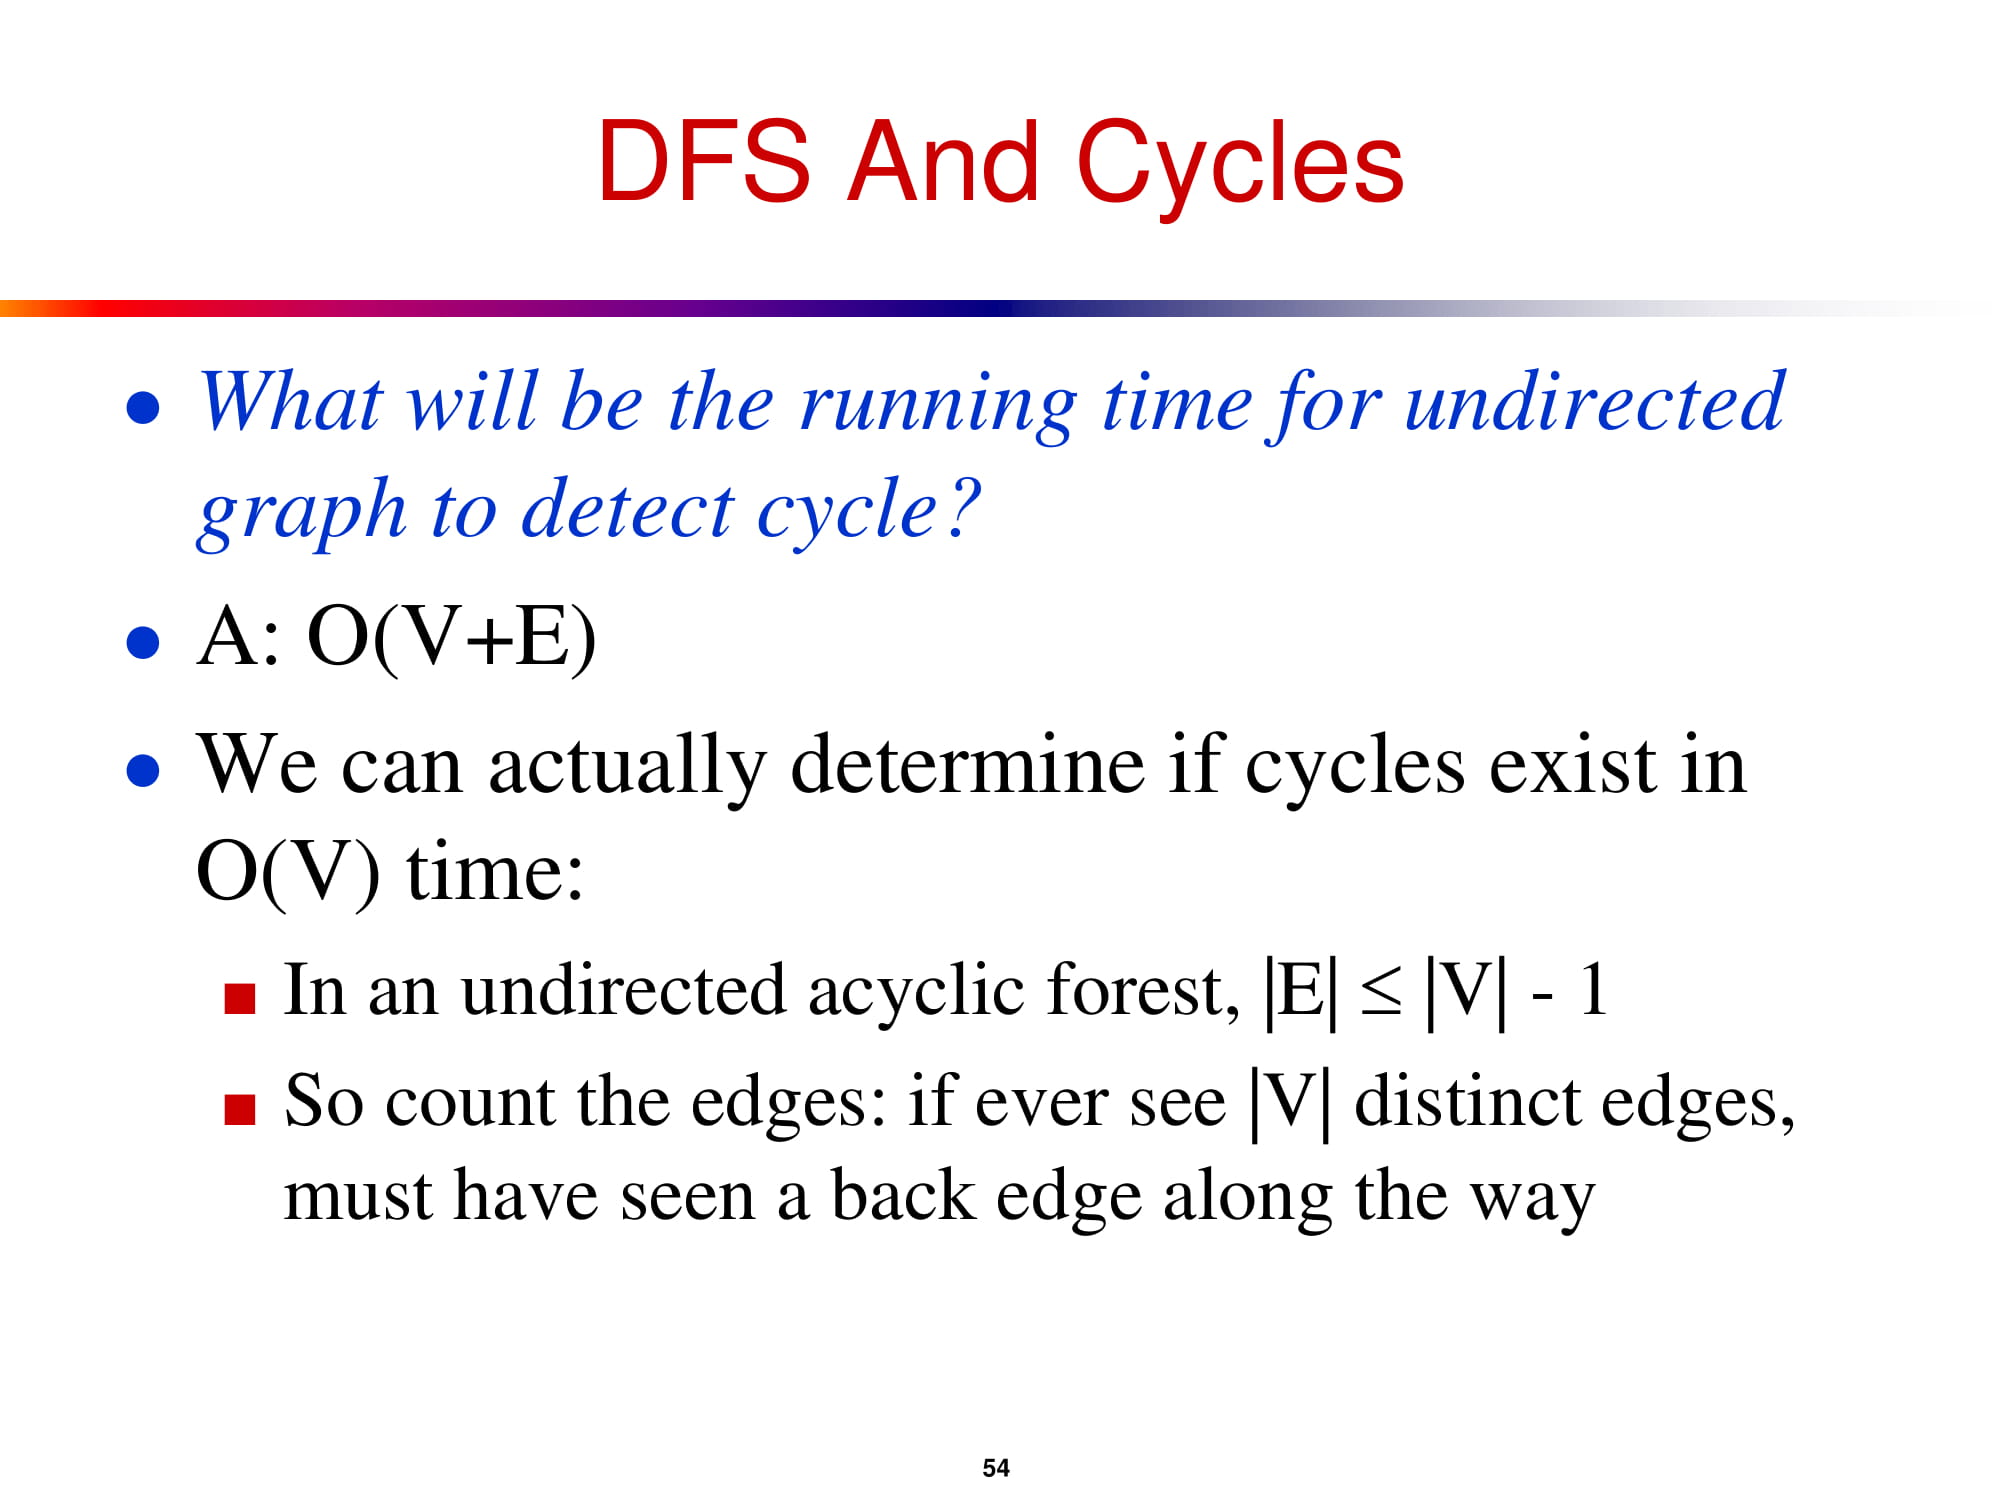 DFS And Cycles
• What will be the running time for undirected
graph to detect cycle?
• A: O(V+E)
• We can actually determine if cycles exist in
O(V) time:
■ In an undirected acyclic forest, |E| ≤ |V| - 1
■ So count the edges: if ever see |V| distinct edges,
must have seen a back edge along the way
54